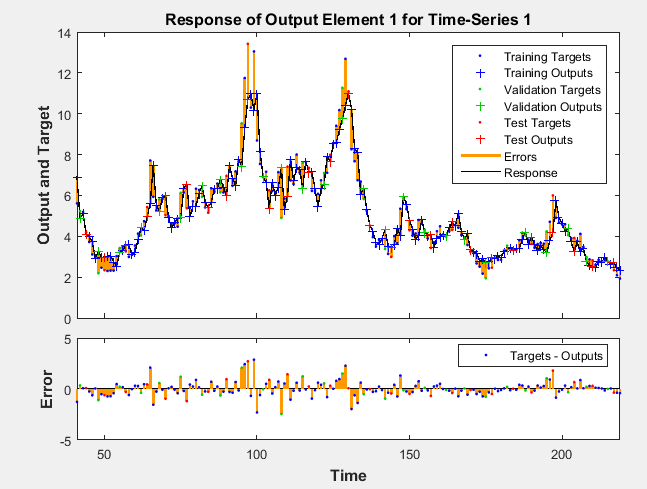 Response of Output Element 1 for Time-Series 1
Output and Target
14
12
10
8
6
4
2
0
Training Targets
Training Outputs
Validation Targets
Validation Outputs
Test Targets
Test Outputs
Errors
Response
Error
5
0
-5
Targets - Outputs
50
100
150
200
Time